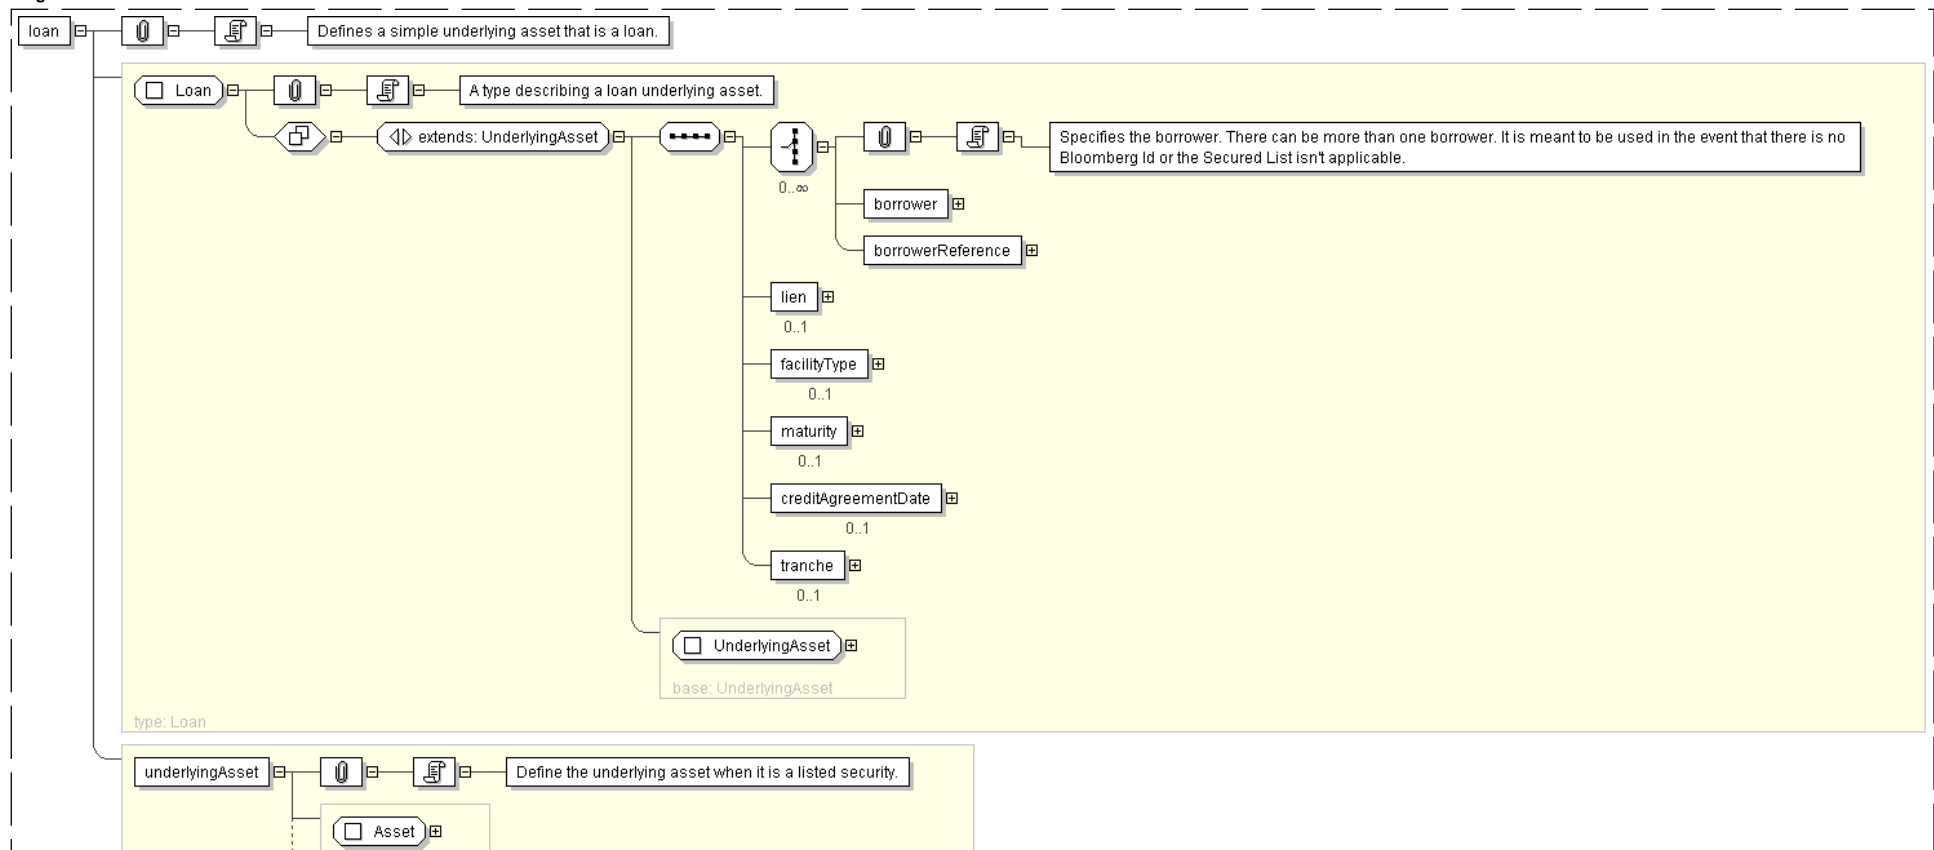 loan
Defines a simple underlying asset that is a loan.
Loan
A type describing a loan underlying asset.
extends: UnderlyingAsset
Specifies the borrower. There can be more than one borrower. It is meant to be used in the event that there is no
Bloomberg Id or the Secured List isn't applicable.
0..∞
borrower
borrowerReference
lien
0..1
facilityType
0..1
maturity
0..1
creditAgreementDate
0..1
tranche
0..1
UnderlyingAsset
base: UnderlyingAsset
type: Loan
underlyingAsset
Define the underlying asset when it is a listed security.
Asset